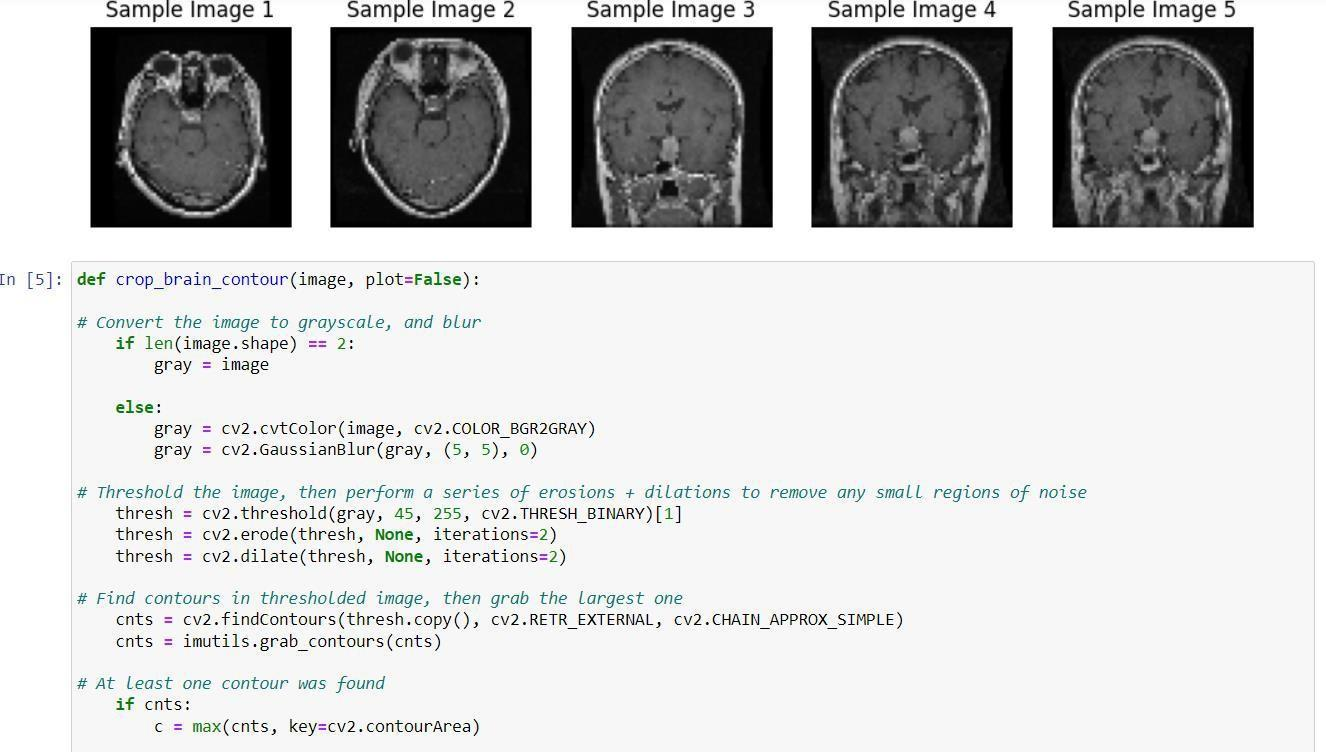 Sample Image 1 Sample Image 2 Sample Image 3 Sample Image 4 Sample Image 5
In [5]: def crop_brain_contour(image, plot=False):
# Convert the image to grayscale, and blur
    if len(image.shape) == 2:
        gray = image
    else:
        gray = cv2.cvtColor(image, cv2.COLOR_BGR2GRAY)
        gray = cv2.GaussianBlur(gray, (5, 5), 0)
# Threshold the image, then perform a series of erosions + dilations to remove any small regions of noise
    thresh = cv2.threshold(gray, 45, 255, cv2.THRESH_BINARY)[1]
    thresh = cv2.erode(thresh, None, iterations=2)
    thresh = cv2.dilate(thresh, None, iterations=2)
# Find contours in thresholded image, then grab the largest one
    cnts = cv2.findContours(thresh.copy(), cv2.RETR_EXTERNAL, cv2.CHAIN_APPROX_SIMPLE)
    cnts = imutils.grab_contours(cnts)
# At least one contour was found
    if cnts:
        c = max(cnts, key=cv2.contourArea)